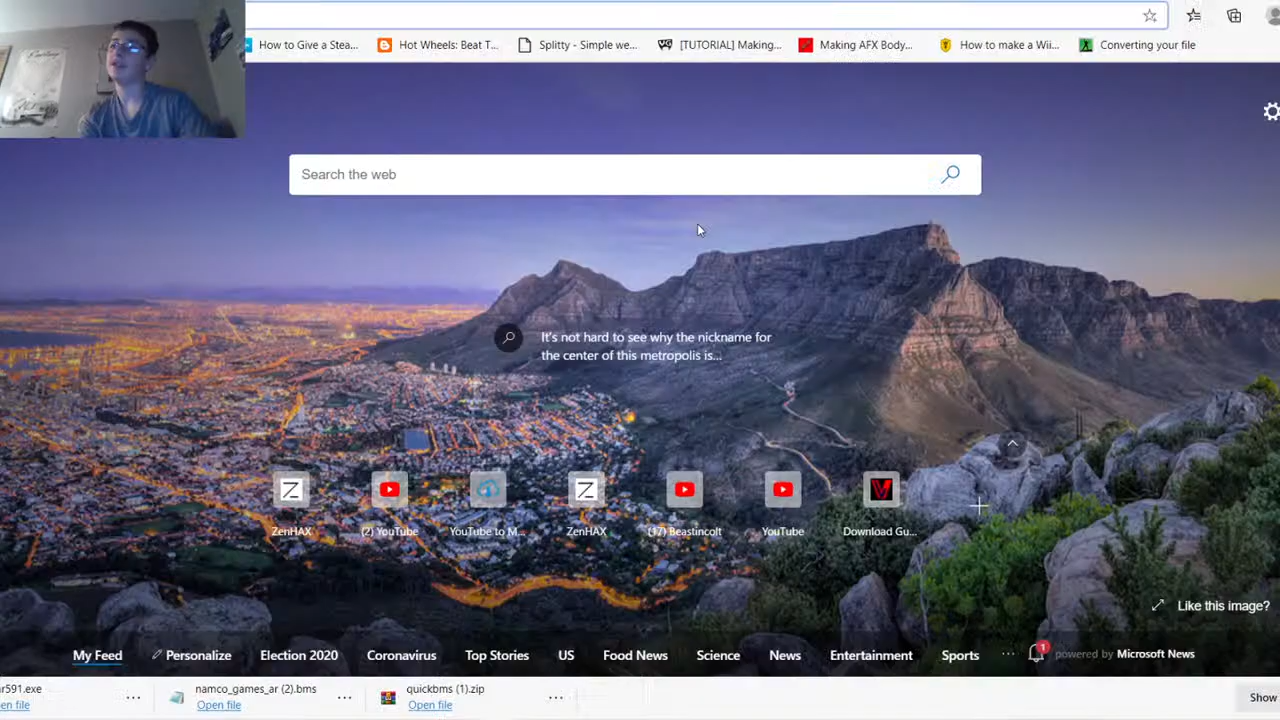 How to Give a Stea...
Hot Wheels: Beat T...
Splitty - Simple we...
[TUTORIAL] Making...
Making AFX Body...
How to make a Wii...
Converting your file
Search the web
It's not hard to see why the nickname for
the center of this metropolis is...
ZenHAX
(2) YouTube
YouTube to M...
ZenHAX
(17) Beastincolt
YouTube
Download Gu...
Like this image?
My Feed
Personalize
Election 2020
Coronavirus
Top Stories
US
Food News
Science
News
Entertainment
Sports
1
powered by Microsoft News
ar591.exe
en file
namco_games_ar (2).bms
Open file
quickbms (1).zip
Open file
Show